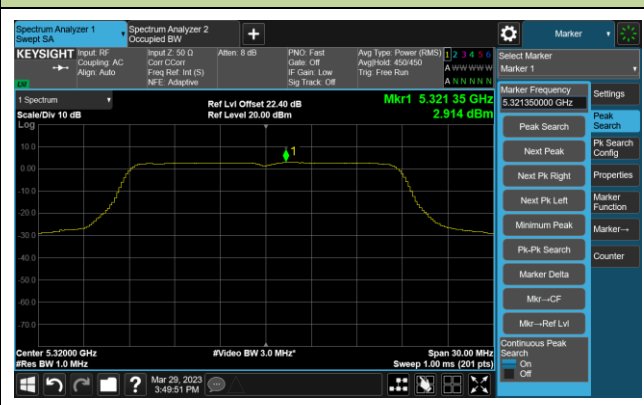 Spectrum Analyzer 1
Swept SA
Spectrum Analyzer 2
Occupied BW
+
Marker
KEYSIGHT
Input: RF
Coupling: AC
Align: Auto
Input Z: 50 Ω
Corr CCorr
Freq Ref: Int (S)
NFE: Adaptive
Atten: 8 dB
PNO: Fast
Gate: Off
IF Gain: Low
Sig Track: Off
Avg Type: Power (RMS)
Avg|Hold: 450/450
Trig: Free Run
1 2 3 4 5 6
A W W W W W
A N N N N N
Select Marker
Marker 1
1 Spectrum
Scale/Div 10 dB
Log
Ref Lvl Offset 22.40 dB
Ref Level 20.00 dBm
Mkr1 5.321 35 GHz
2.914 dBm
10.0
0.00
-10.0
-20.0
-30.0
-40.0
-50.0
-60.0
-70.0
1
Center 5.32000 GHz
#Res BW 1.0 MHz
#Video BW 3.0 MHz*
Span 30.00 MHz
Sweep 1.00 ms (201 pts)
Marker Frequency
5.321350000 GHz
Peak Search
Next Peak
Next Pk Right
Next Pk Left
Minimum Peak
Pk-Pk Search
Marker Delta
Mkr→CF
Mkr→Ref Lvl
Continuous Peak
Search
On
Off
Settings
Peak
Search
Pk Search
Config
Properties
Marker
Function
Marker→
Counter
?
Mar 29, 2023
3:49:51 PM